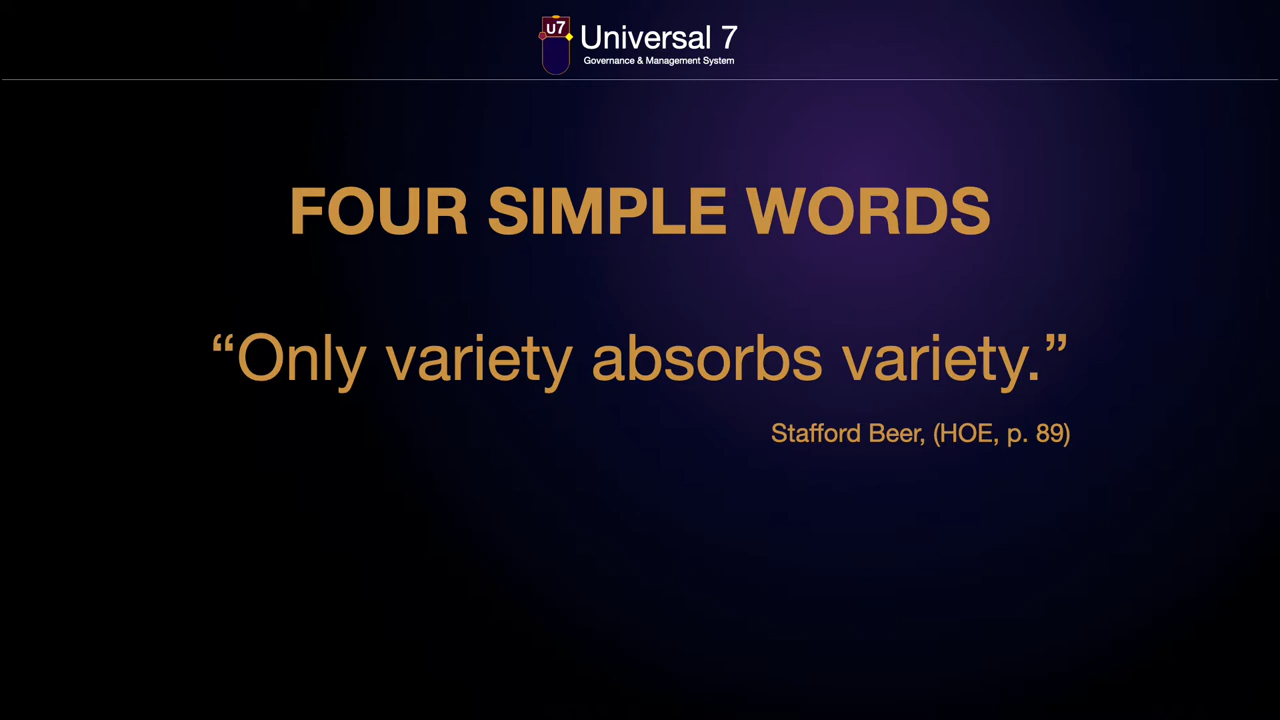 u7
Universal 7
Governance & Management System
FOUR SIMPLE WORDS
“Only variety absorbs variety.”
Stafford Beer, (HOE, p. 89)